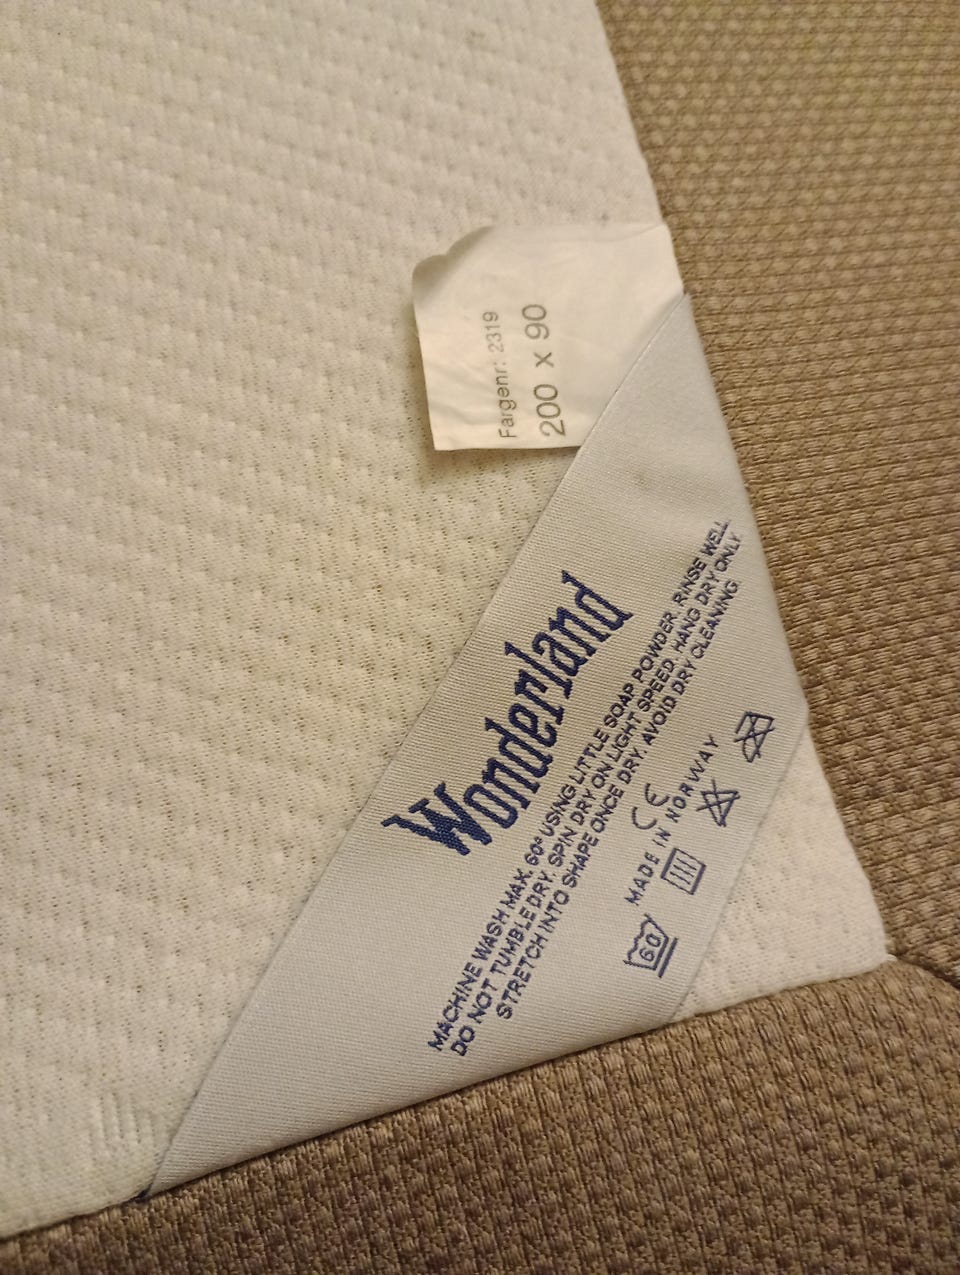 Fargenr: 2319
200 x 90
Wonderland
MACHINE WASH MAX. 60° USING LITTLE SOAP POWDER. RINSE WELL.
DO NOT TUMBLE DRY. SPIN DRY ON LIGHT SPEED. HANG DRY ONLY
STRETCH INTO SHAPE ONCE DRY. AVOID DRY CLEANING
CE
MADE IN NORWAY
60